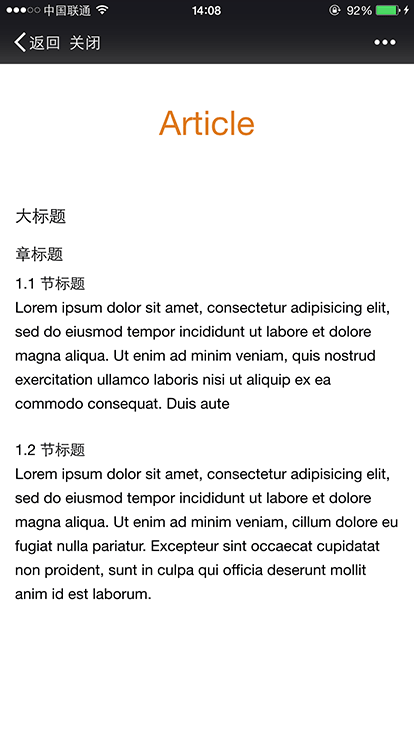 中国联通 14:08 92%
返回 关闭
Article
大标题
章标题
1.1 节标题
Lorem ipsum dolor sit amet, consectetur adipisicing elit,
sed do eiusmod tempor incididunt ut labore et dolore
magna aliqua. Ut enim ad minim veniam, quis nostrud
exercitation ullamco laboris nisi ut aliquip ex ea
commodo consequat. Duis aute
1.2 节标题
Lorem ipsum dolor sit amet, consectetur adipisicing elit,
sed do eiusmod tempor incididunt ut labore et dolore
magna aliqua. Ut enim ad minim veniam, cillum dolore eu
fugiat nulla pariatur. Excepteur sint occaecat cupidatat
non proident, sunt in culpa qui officia deserunt mollit
anim id est laborum.